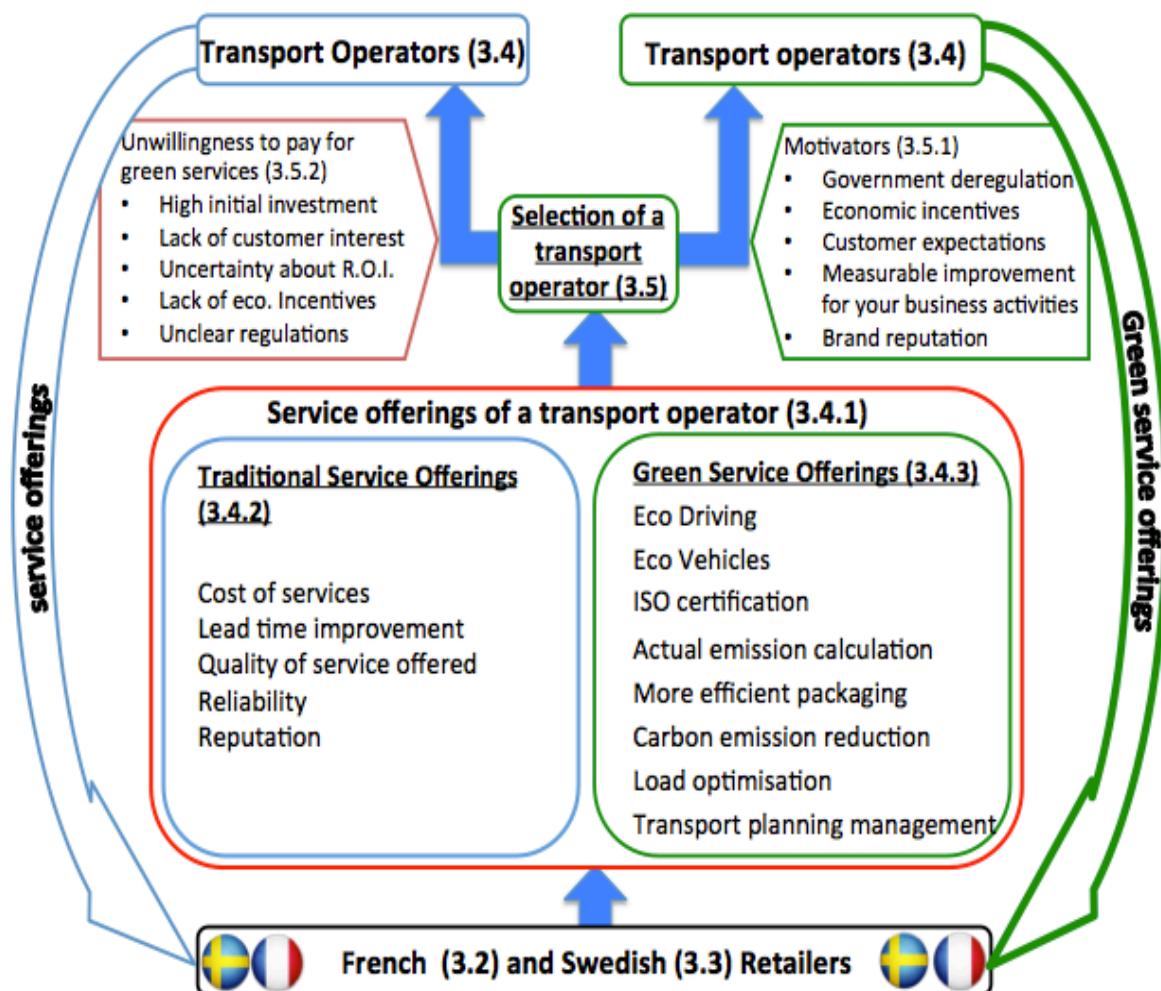 Transport Operators (3.4)
Transport operators (3.4)
Unwillingness to pay for
green services (3.5.2)
• High initial investment
• Lack of customer interest
• Uncertainty about R.O.I.
• Lack of eco. Incentives
• Unclear regulations
Selection of a
transport
operator (3.5)
Motivators (3.5.1)
• Government deregulation
• Economic incentives
• Customer expectations
• Measurable improvement
for your business activities
• Brand reputation
service offerings
Green service offerings
Service offerings of a transport operator (3.4.1)
Traditional Service Offerings
(3.4.2)
Cost of services
Lead time improvement
Quality of service offered
Reliability
Reputation
Green Service Offerings (3.4.3)
Eco Driving
Eco Vehicles
ISO certification
Actual emission calculation
More efficient packaging
Carbon emission reduction
Load optimisation
Transport planning management
French (3.2) and Swedish (3.3) Retailers